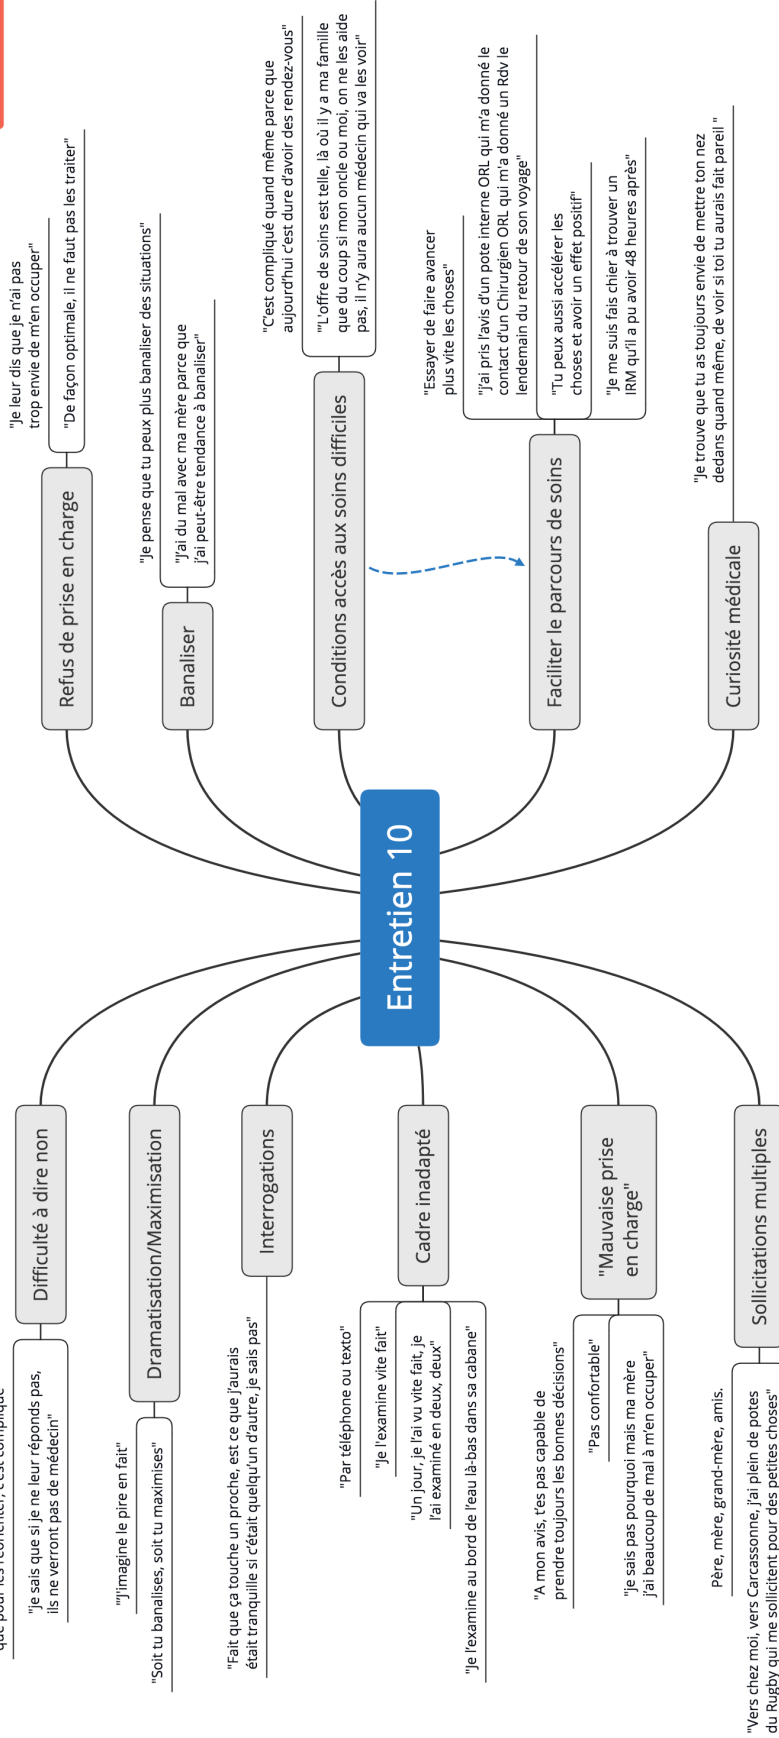 Entretien 10
Refus de prise en charge
"Je leur dis que je n'ai pas
trop envie de m'en occuper"
"De façon optimale, il ne faut pas les traiter"
Banaliser
"Je pense que tu peux plus banaliser des situations"
"J'ai du mal avec ma mère parce que
j'ai peut-être tendance à banaliser"
Conditions accès aux soins difficiles
"C'est compliqué quand même parce que
aujourd'hui c'est dure d'avoir des rendez-vous"
""L'offre de soins est telle, là où il y a ma famille
que du coup si mon oncle ou moi, on ne les aide
pas, il n'y aura aucun médecin qui va les voir"
Faciliter le parcours de soins
"Essayer de faire avancer
plus vite les choses"
"j'ai pris l'avis d'un pote interne ORL qui m'a donné le
contact d'un Chirurgien ORL qui m'a donné un Rdv le
lendemain du retour de son voyage"
"Tu peux aussi accélérer les
choses et avoir un effet positif"
"Je me suis fais chier à trouver un
IRM qu'il a pu avoir 48 heures après"
Curiosité médicale
"Je trouve que tu as toujours envie de mettre ton nez
dedans quand même, de voir si toi tu aurais fait pareil "
Difficulté à dire non
"Je sais que si je ne leur réponds pas,
ils ne verront pas de médecin"
Dramatisation/Maximisation
""J'imagine le pire en fait"
"Soit tu banalises, soit tu maximises"
Interrogations
"Fait que ça touche un proche, est ce que j'aurais
était tranquille si c'était quelqu'un d'autre, je sais pas"
Cadre inadapté
"Par téléphone ou texto"
"Je l'examine vite fait"
"Un jour, je l'ai vu vite fait, je
l'ai examiné en deux, deux"
"Je l'examine au bord de l'eau là-bas dans sa cabane"
"Mauvaise prise
en charge"
"A mon avis, t'es pas capable de
prendre toujours les bonnes décisions"
"Pas confortable"
"je sais pas pourquoi mais ma mère
j'ai beaucoup de mal à m'en occuper"
Sollicitations multiples
Père, mère, grand-mère, amis.
"Vers chez moi, vers Carcassonne, j'ai plein de potes
du Rugby qui me sollicitent pour des petites choses"